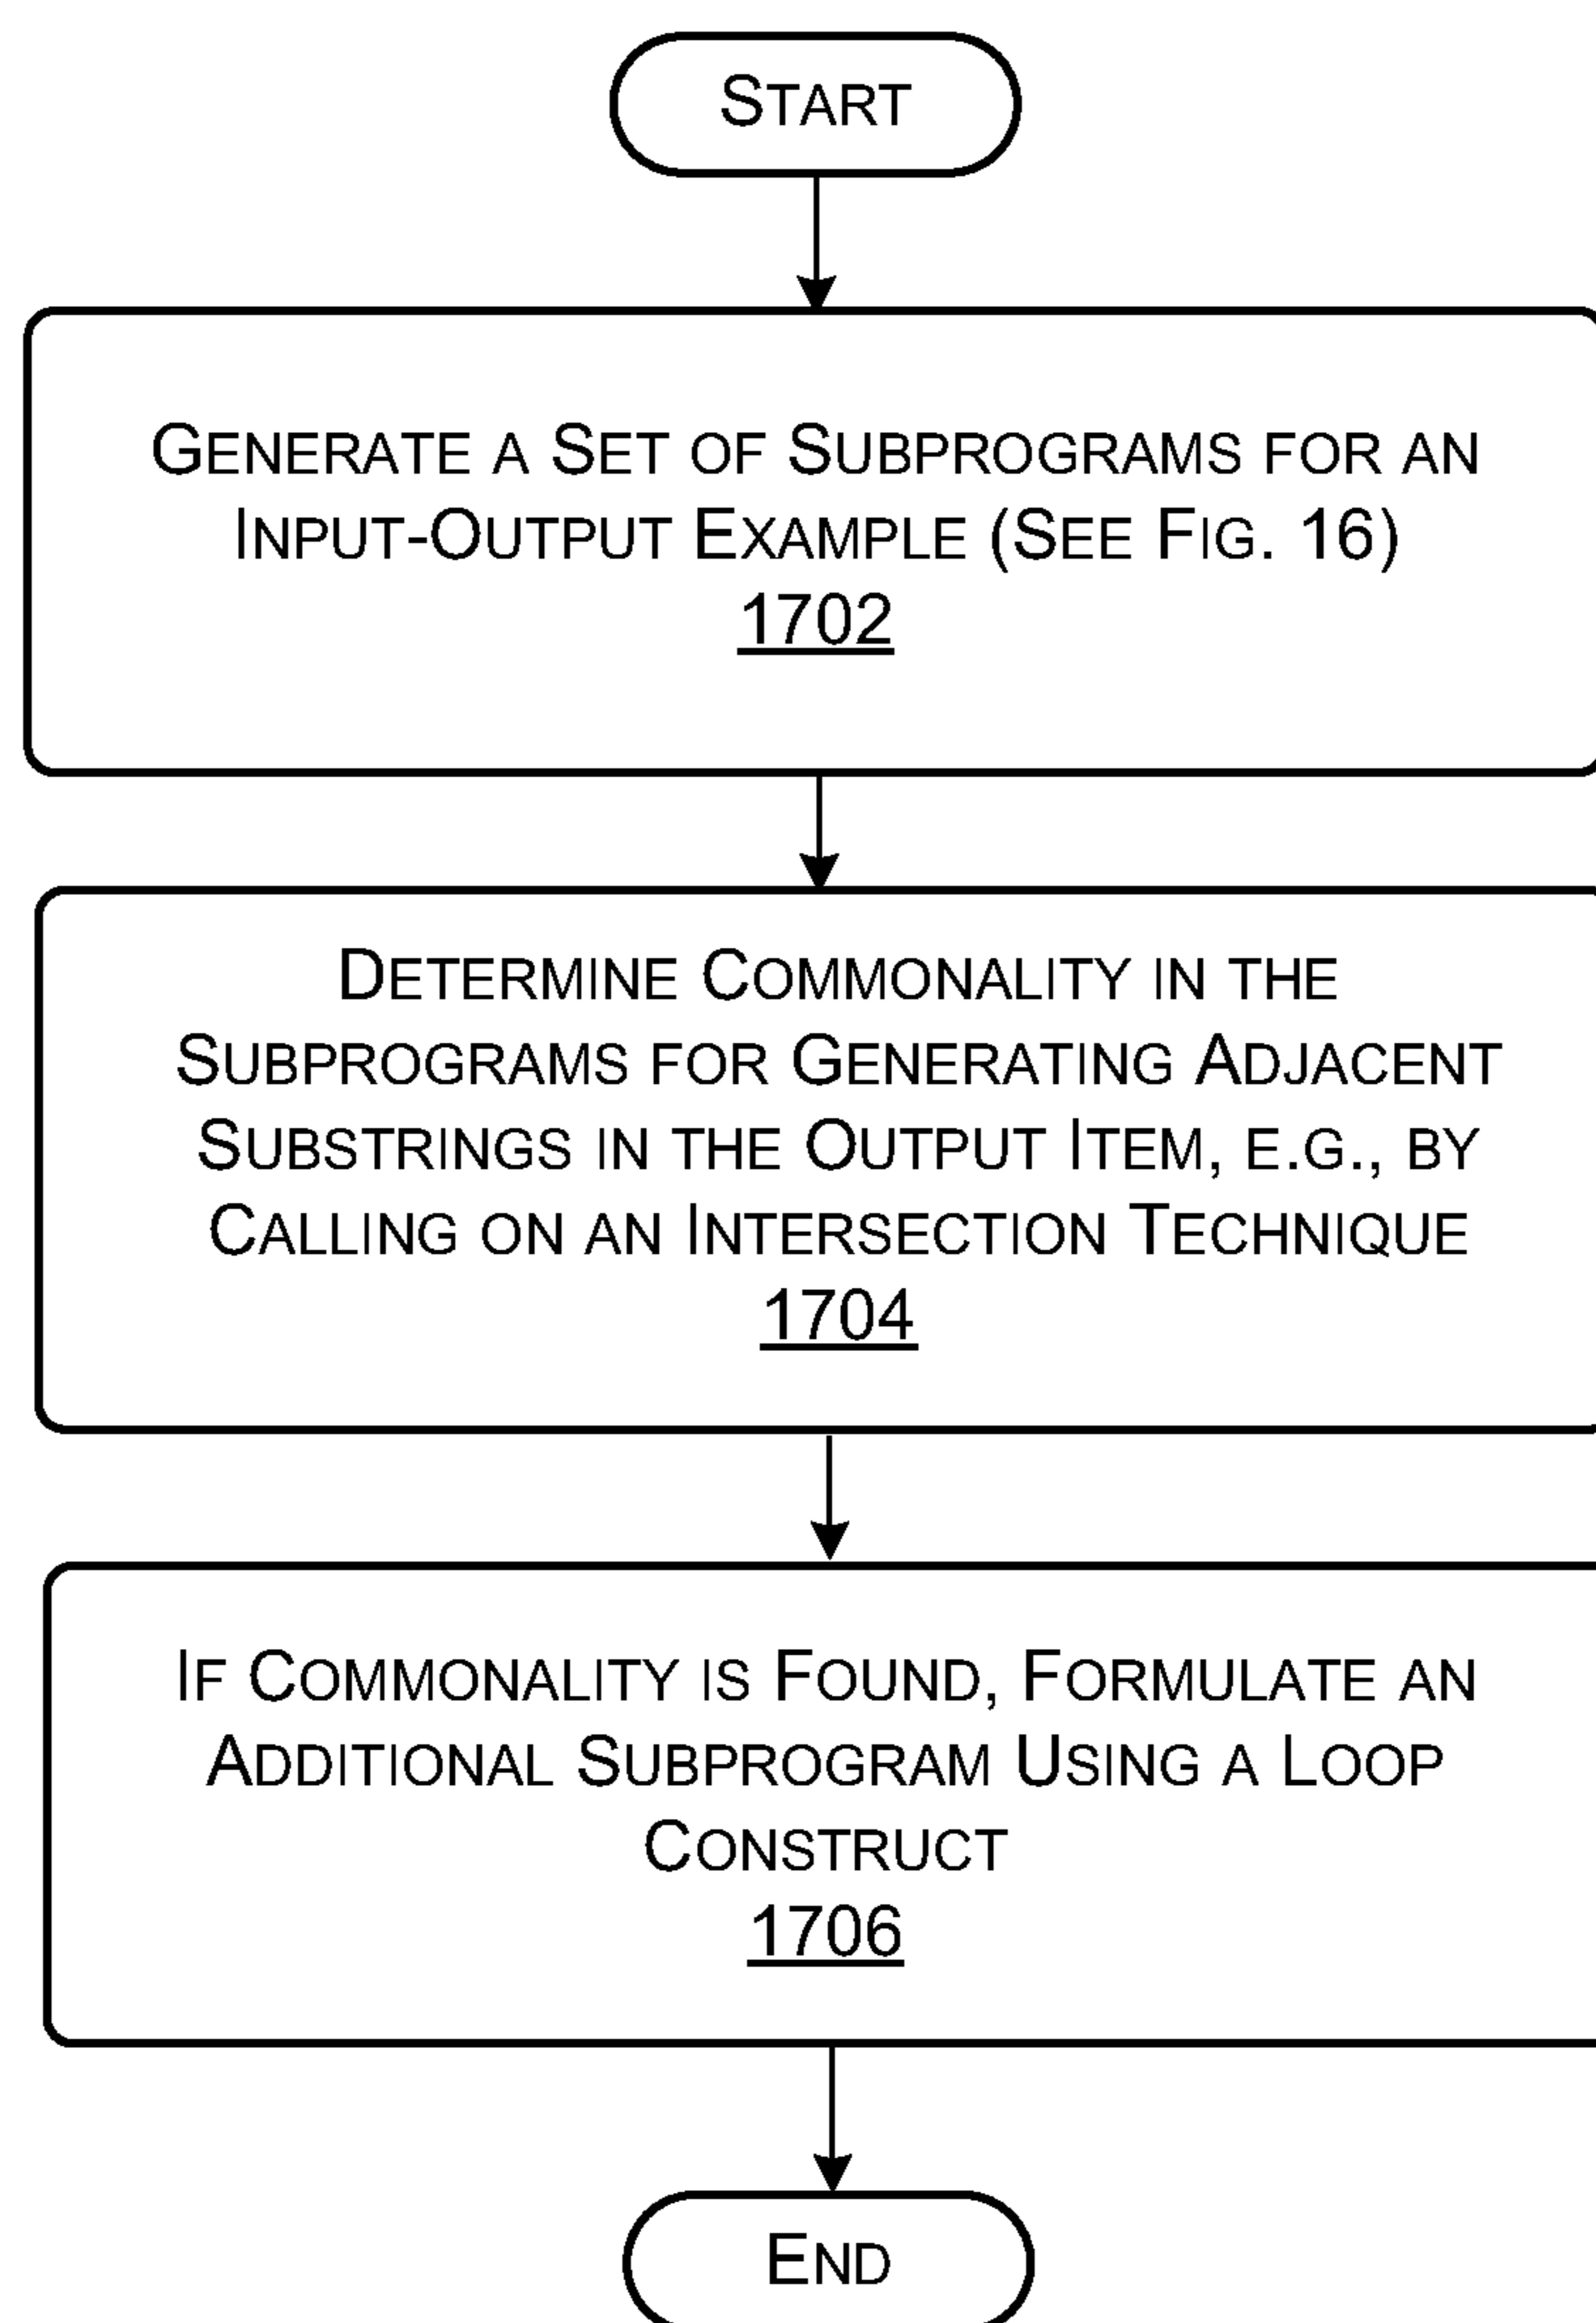 START
GENERATE A SET OF SUBPROGRAMS FOR AN
INPUT-OUTPUT EXAMPLE (SEE FIG. 16)
1702
DETERMINE COMMONALITY IN THE
SUBPROGRAMS FOR GENERATING ADJACENT
SUBSTRINGS IN THE OUTPUT ITEM, E.G., BY
CALLING ON AN INTERSECTION TECHNIQUE
1704
IF COMMONALITY IS FOUND, FORMULATE AN
ADDITIONAL SUBPROGRAM USING A LOOP
CONSTRUCT
1706
END